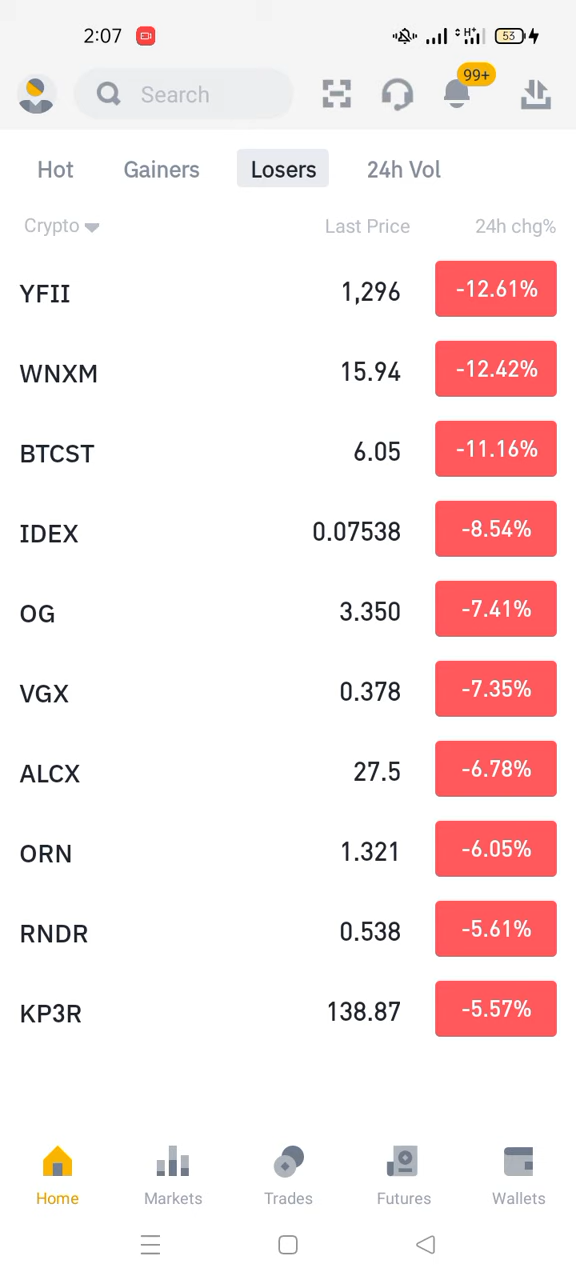 2:07 H+ 53
Search 99+
Hot Gainers Losers 24h Vol
Crypto Last Price 24h chg%
YFII 1,296 -12.61%
WNXM 15.94 -12.42%
BTCST 6.05 -11.16%
IDEX 0.07538 -8.54%
OG 3.350 -7.41%
VGX 0.378 -7.35%
ALCX 27.5 -6.78%
ORN 1.321 -6.05%
RNDR 0.538 -5.61%
KP3R 138.87 -5.57%
Home Markets Trades Futures Wallets